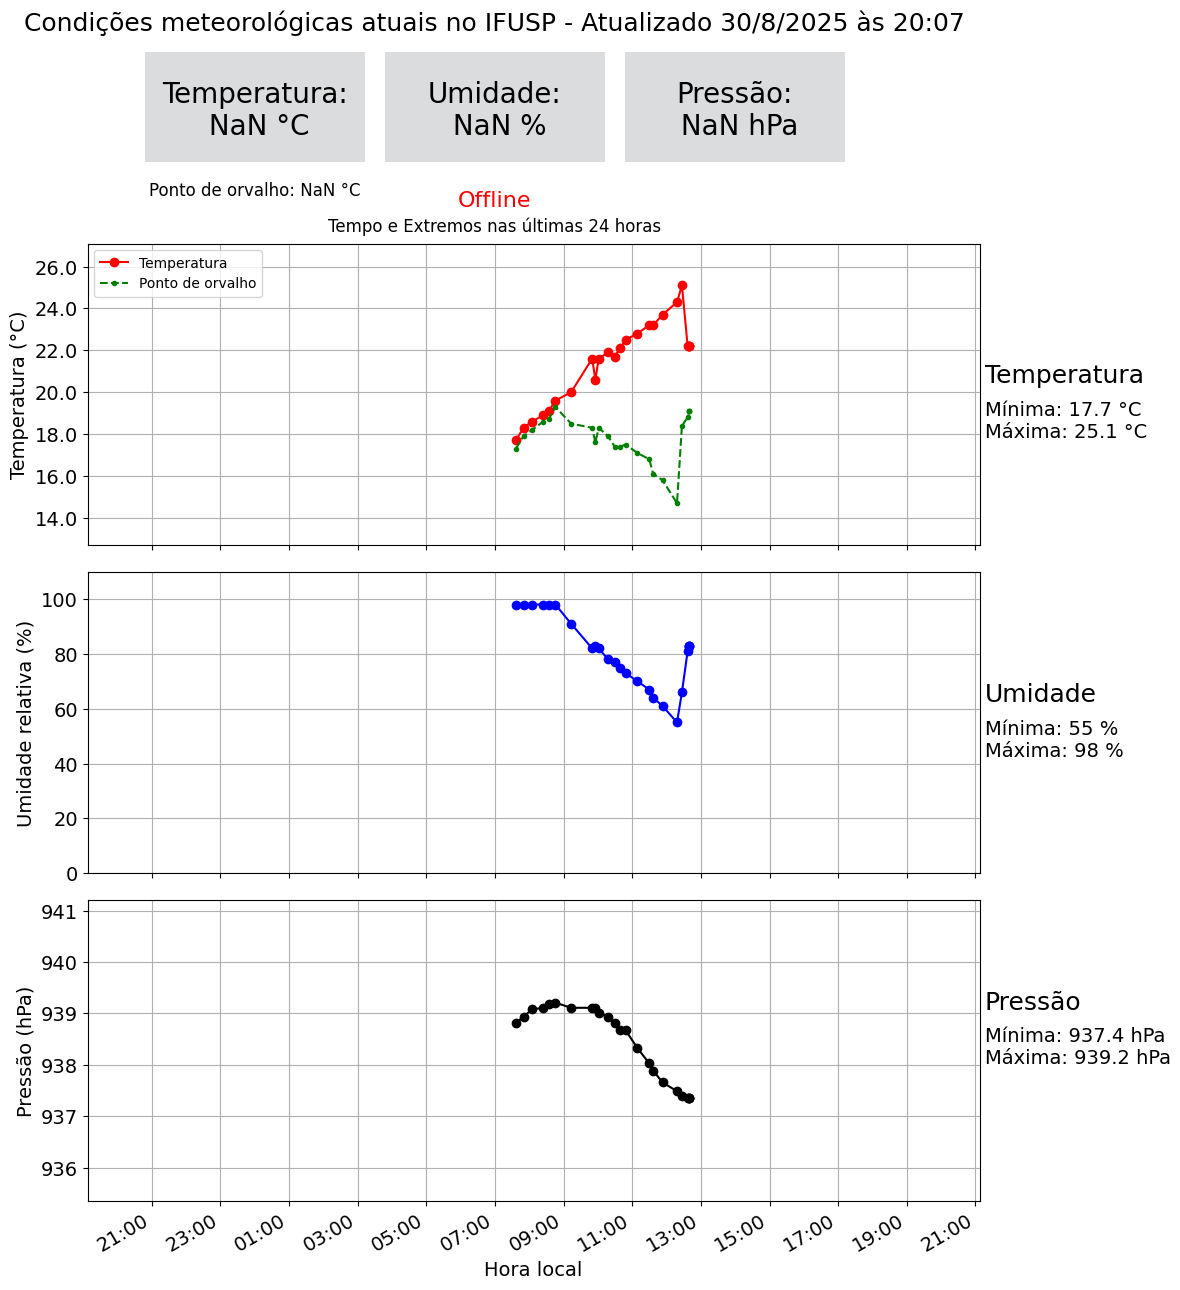 Condições meteorológicas atuais no IFUSP - Atualizado 30/8/2025 às 20:07
Temperatura:
NaN °C
Umidade:
NaN %
Pressão:
NaN hPa
Ponto de orvalho: NaN °C
Offline
Tempo e Extremos nas últimas 24 horas
Temperatura
Ponto de orvalho
Temperatura (°C)
26.0
24.0
22.0
20.0
18.0
16.0
14.0
Temperatura
Mínima: 17.7 °C
Máxima: 25.1 °C
Umidade relativa (%)
100
80
60
40
20
0
Umidade
Mínima: 55 %
Máxima: 98 %
Pressão (hPa)
941
940
939
938
937
936
Pressão
Mínima: 937.4 hPa
Máxima: 939.2 hPa
21:00 23:00 01:00 03:00 05:00 07:00 09:00 11:00 13:00 15:00 17:00 19:00 21:00
Hora local